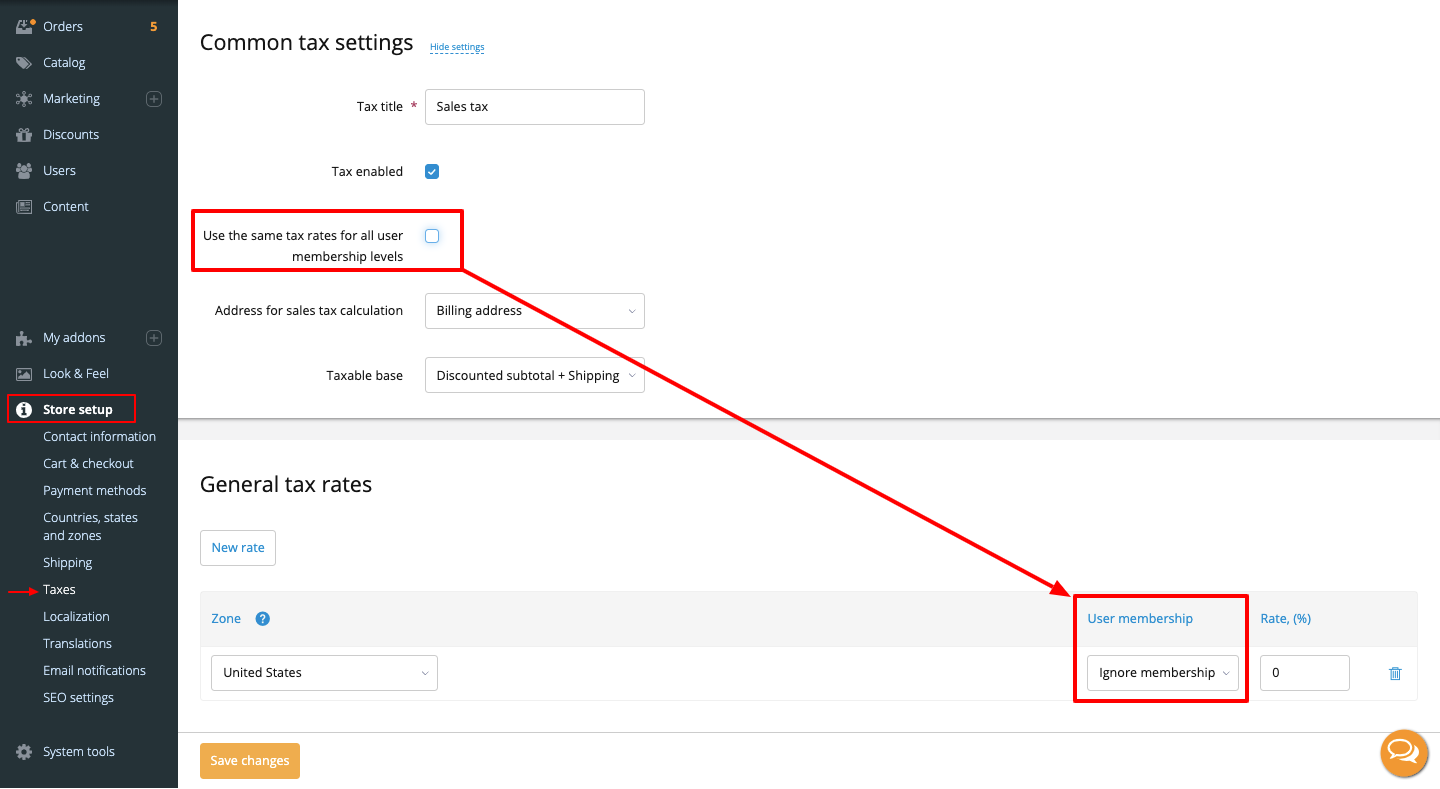 Orders 5
Catalog
Marketing
Discounts
Users
Content
My addons
Look & Feel
Store setup
Contact information
Cart & checkout
Payment methods
Countries, states
and zones
Shipping
Taxes
Localization
Translations
Email notifications
SEO settings
System tools
Common tax settings Hide settings
Tax title * Sales tax
Tax enabled
Use the same tax rates for all user
membership levels
Address for sales tax calculation Billing address
Taxable base Discounted subtotal + Shipping
General tax rates
New rate
Zone ? User membership Rate, (%)
United States Ignore membership 0
Save changes